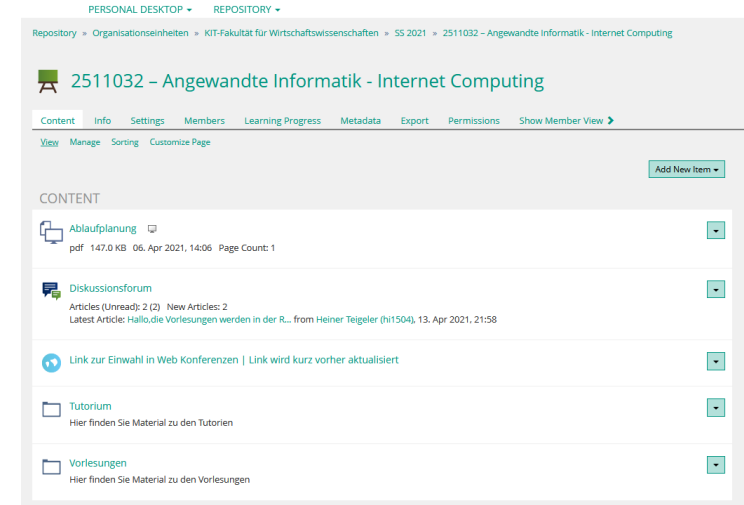 PERSONAL DESKTOP REPOSITORY
Repository » Organisationseinheiten » KIT-Fakultät für Wirtschaftswissenschaften » SS 2021 » 2511032 – Angewandte Informatik - Internet Computing
2511032 – Angewandte Informatik - Internet Computing
Content Info Settings Members Learning Progress Metadata Export Permissions Show Member View
View Manage Sorting Customize Page
Add New Item
CONTENT
Ablaufplanung
pdf 147.0 KB 06. Apr 2021, 14:06 Page Count: 1
Diskussionsforum
Articles (Unread): 2 (2) New Articles: 2
Latest Article: Hallo,die Vorlesungen werden in der R... from Heiner Teigeler (hi1504), 13. Apr 2021, 21:58
Link zur Einwahl in Web Konferenzen | Link wird kurz vorher aktualisiert
Tutorium
Hier finden Sie Material zu den Tutorien
Vorlesungen
Hier finden Sie Material zu den Vorlesungen